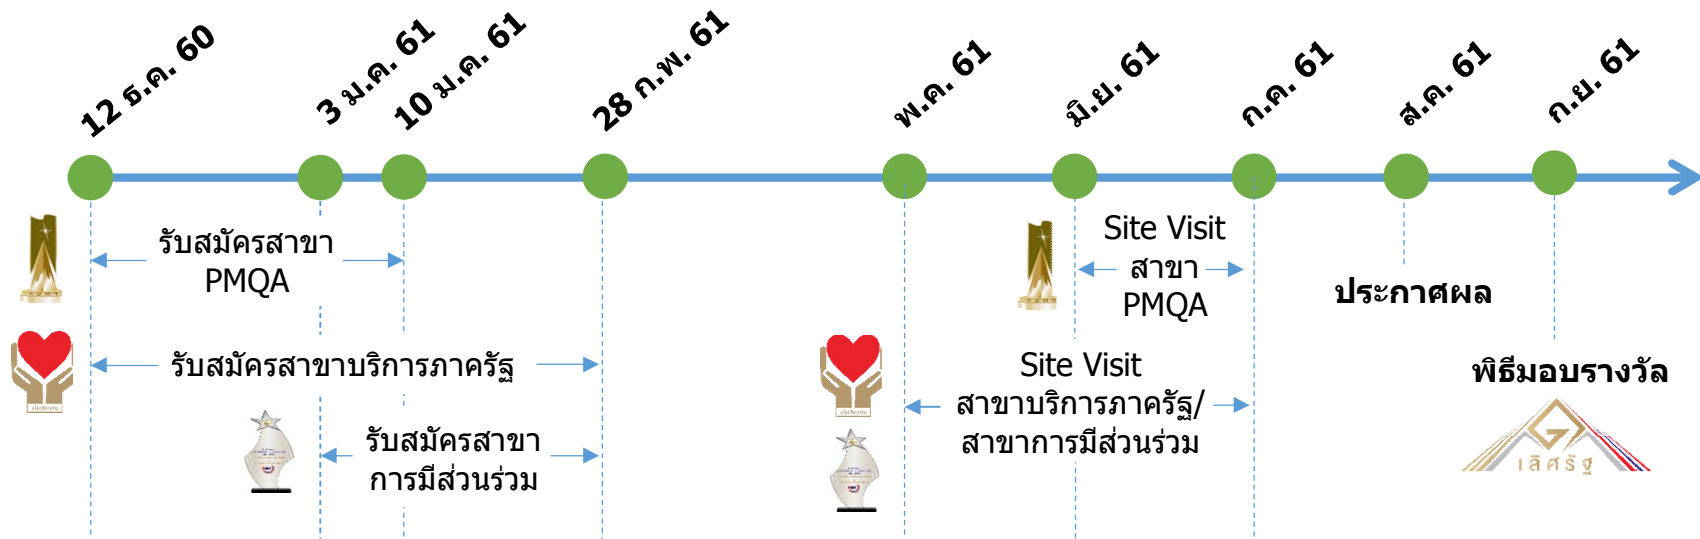 12 ธ.ค. 60
3 ม.ค. 61
10 ม.ค. 61
28 ก.พ. 61
พ.ค. 61
มิ.ย. 61
ก.ค. 61
ส.ค. 61
ก.ย. 61
รับสมัครสาขา
PMQA
Site Visit
สาขา
PMQA
ประกาศผล
รับสมัครสาขาบริการภาครัฐ
Site Visit
สาขาบริการภาครัฐ/
สาขาการมีส่วนร่วม
พิธีมอบรางวัล
รับสมัครสาขา
การมีส่วนร่วม
เลิศรัฐ